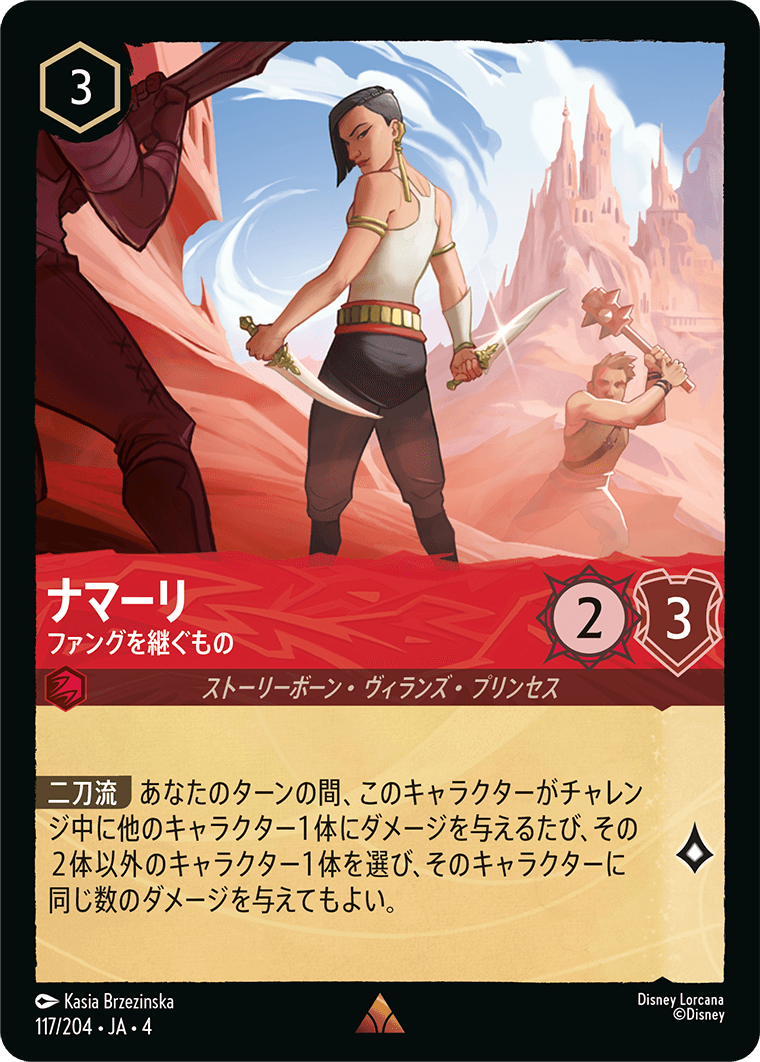 3
ナマーリ
ファングを継ぐもの
2
3
ストーリーボーン・ ヴィランズ・ プリンセス
二刀流 あなたのターンの間、このキャラクターがチャレン
ジ中に他のキャラクター1体にダメージを与えるたび、その
2体以外のキャラクター1体を選び、そのキャラクターに
同じ数のダメージを与えてもよい。
Kasia Brzezinska
117/204 • JA • 4
Disney Lorcana
©Disney